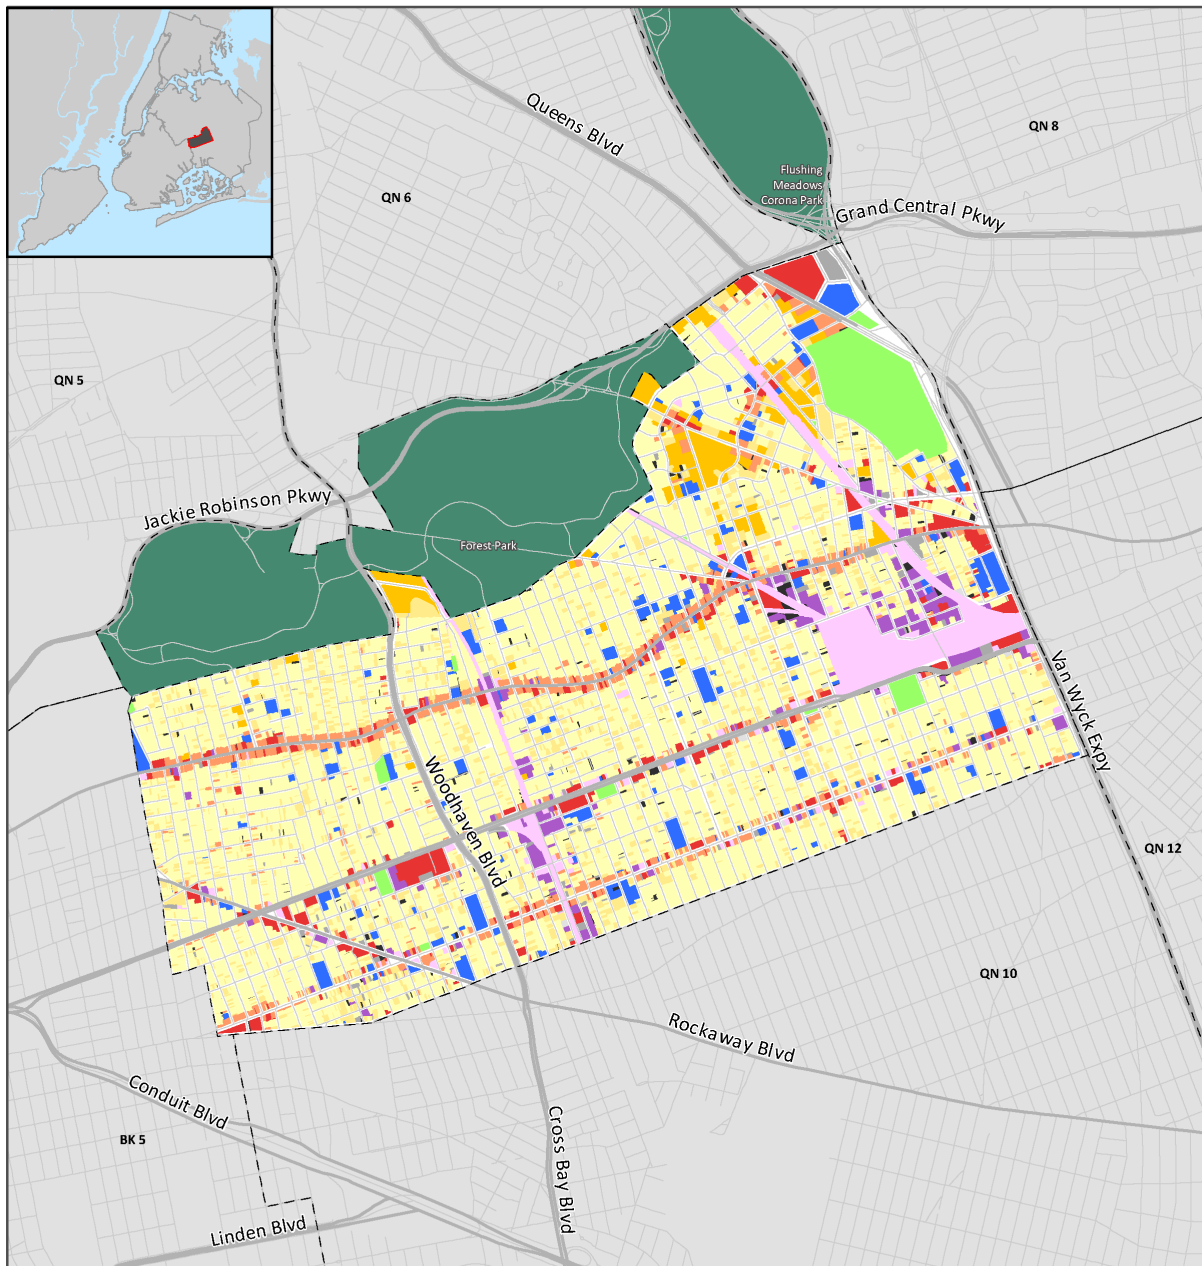 Queens Blvd
QN 8
Flushing
Meadows
Corona Park
QN 6
Grand Central Pkwy
QN 5
Jackie Robinson Pkwy
Forest Park
Van Wyck Expy
Woodhaven Blvd
QN 12
QN 10
Rockaway Blvd
Conduit Blvd
BK 5
Cross Bay Blvd
Linden Blvd